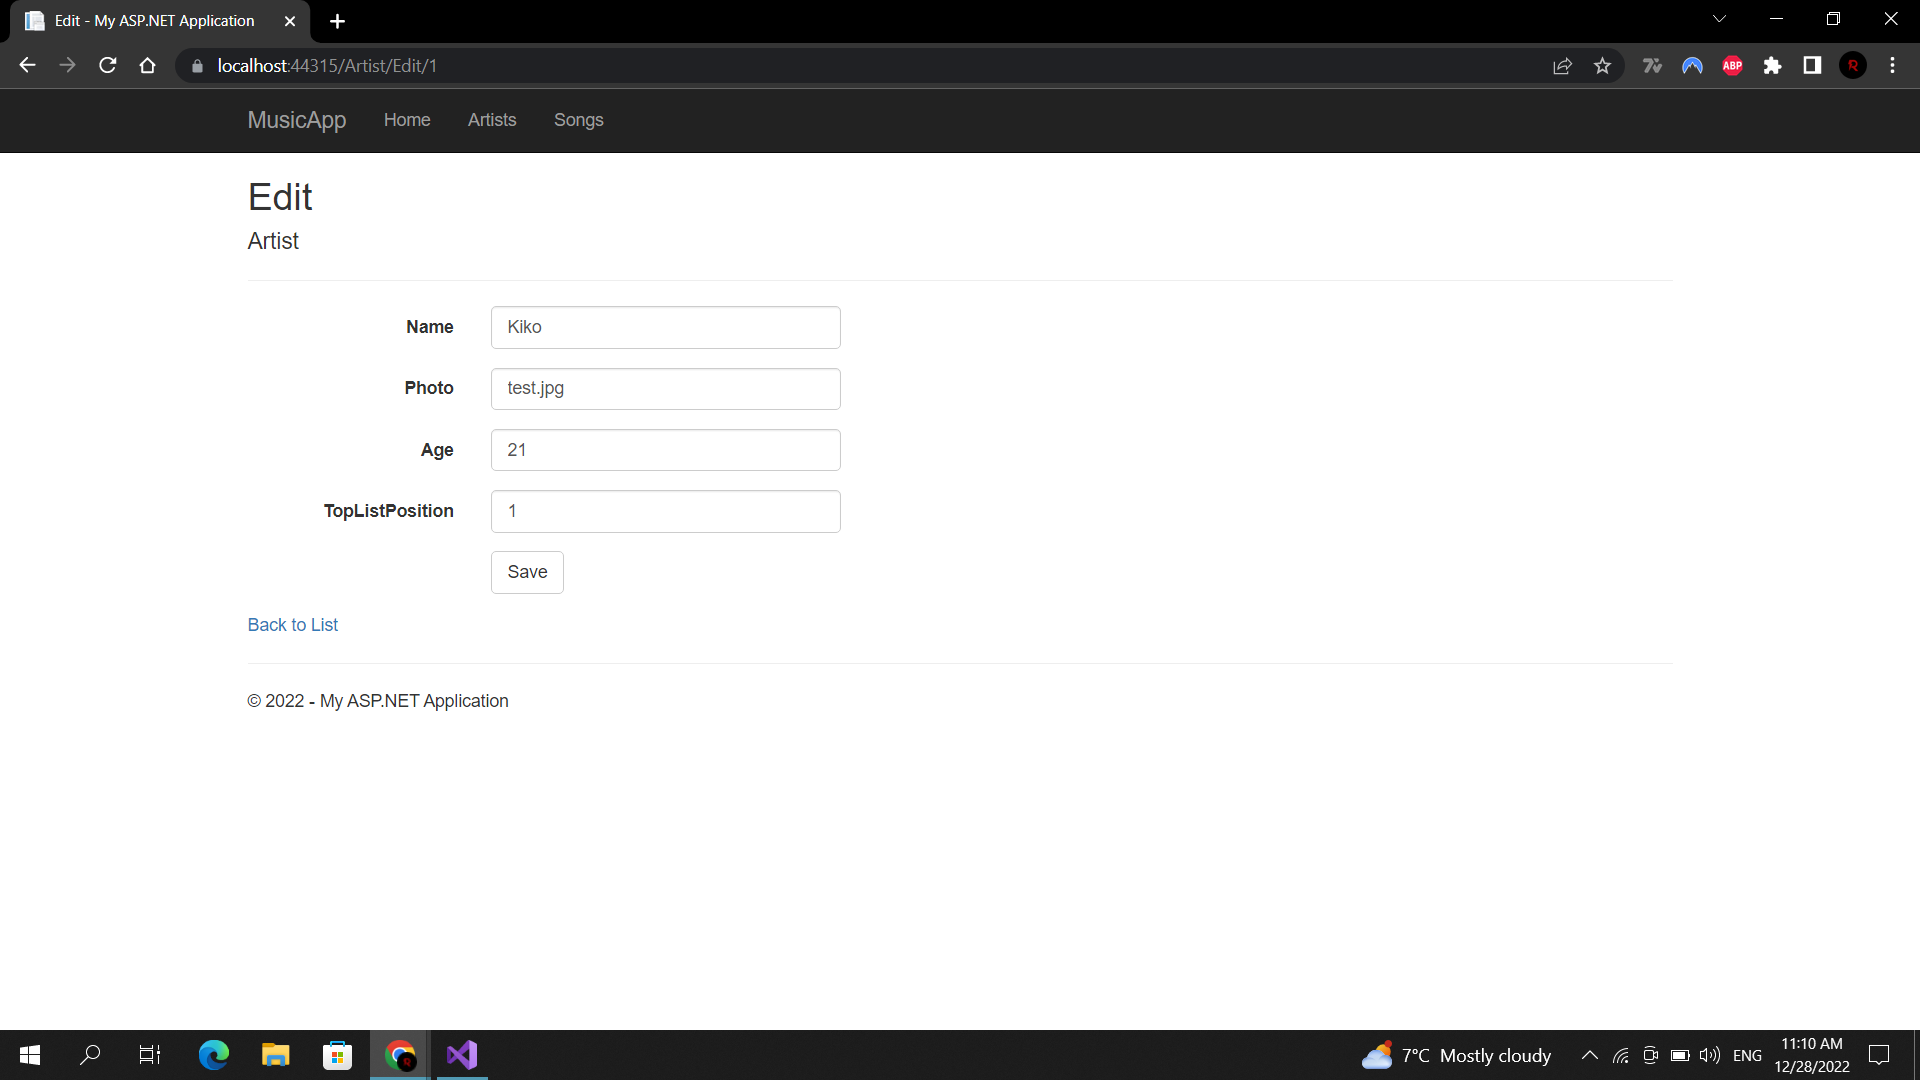 Edit - My ASP.NET Application
localhost:44315/Artist/Edit/1
ABP
R
MusicApp Home Artists Songs
Edit
Artist
Name Kiko
Photo test.jpg
Age 21
TopListPosition 1
Save
Back to List
© 2022 - My ASP.NET Application
7°C Mostly cloudy
ENG
11:10 AM
12/28/2022